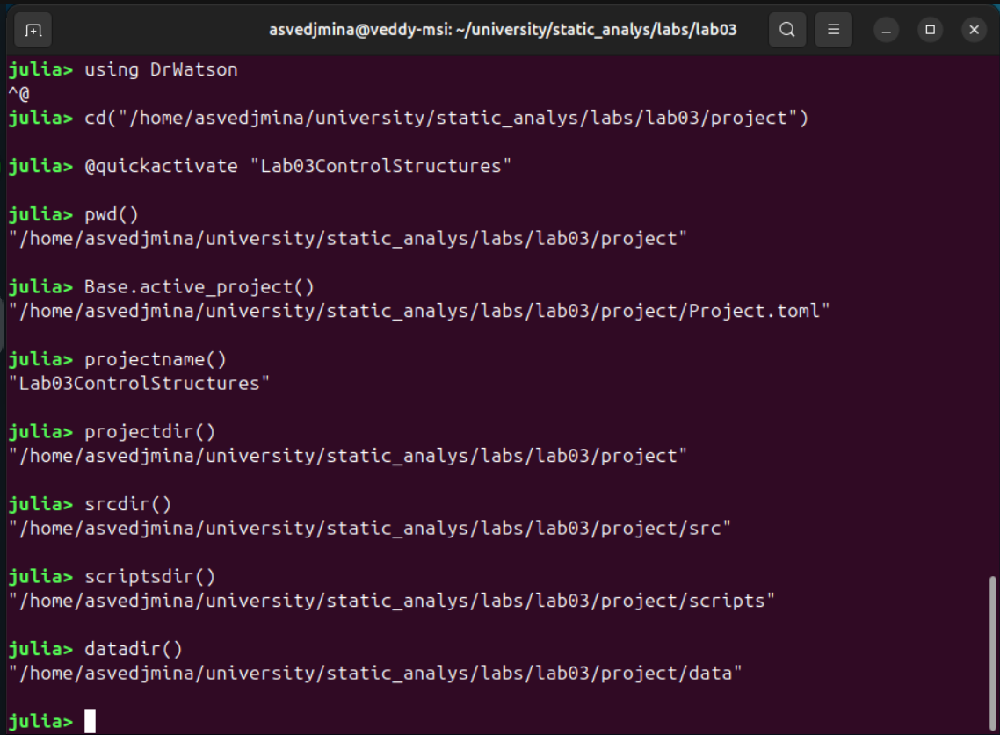 asvedjmina@veddy-msi: ~/university/static_analys/labs/lab03
julia> using DrWatson
^@
julia> cd("/home/asvedjmina/university/static_analys/labs/lab03/project")
julia> @quickactivate "Lab03ControlStructures"
julia> pwd()
"/home/asvedjmina/university/static_analys/labs/lab03/project"
julia> Base.active_project()
"/home/asvedjmina/university/static_analys/labs/lab03/project/Project.toml"
julia> projectname()
"Lab03ControlStructures"
julia> projectdir()
"/home/asvedjmina/university/static_analys/labs/lab03/project"
julia> srcdir()
"/home/asvedjmina/university/static_analys/labs/lab03/project/src"
julia> scriptsdir()
"/home/asvedjmina/university/static_analys/labs/lab03/project/scripts"
julia> datadir()
"/home/asvedjmina/university/static_analys/labs/lab03/project/data"
julia>